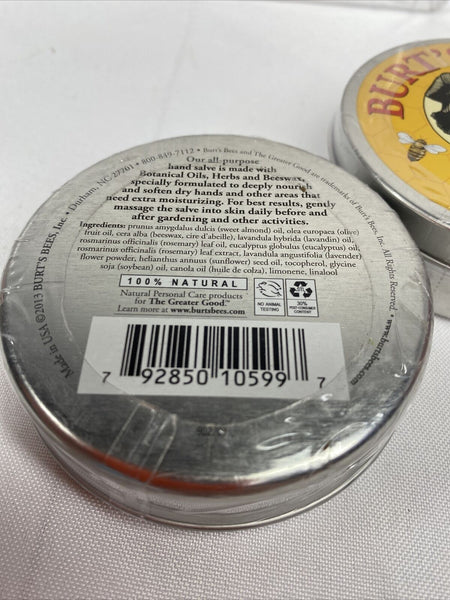 Made in USA ©2013 BURT'S BEES, Inc. • Durham, NC 27701 • 800-849-7112 • Burt's Bees and The Greater Good are trademarks of Burt's Bees, Inc. All Rights Reserved. • www.burtsbees.com
Our all-purpose
hand salve is made with
Botanical Oils, Herbs and Beeswax,
specially formulated to deeply nourish
and soften dry hands and other areas that
need extra moisturizing. For best results, gently
massage the salve into skin daily before and
after gardening and other activities.
Ingredients: prunus amygdalus dulcis (sweet almond) oil, olea europaea (olive)
fruit oil, cera alba (beeswax, cire d'abeille), lavandula hybrida (lavandin) oil,
rosmarinus officinalis (rosemary) leaf oil, eucalyptus globulus (eucalyptus) oil,
rosmarinus officinalis (rosemary) leaf extract, lavandula angustifolia (lavender)
flower powder, helianthus annuus (sunflower) seed oil, tocopherol, glycine
soja (soybean) oil, canola oil (huile de colza), limonene, linalool
100% NATURAL
Natural Personal Care products
for The Greater Good™
Learn more at www.burtsbees.com
NO ANIMAL
TESTING
30%
POST-CONSUMER
CONTENT
7 92850 10599 7
BURT'S